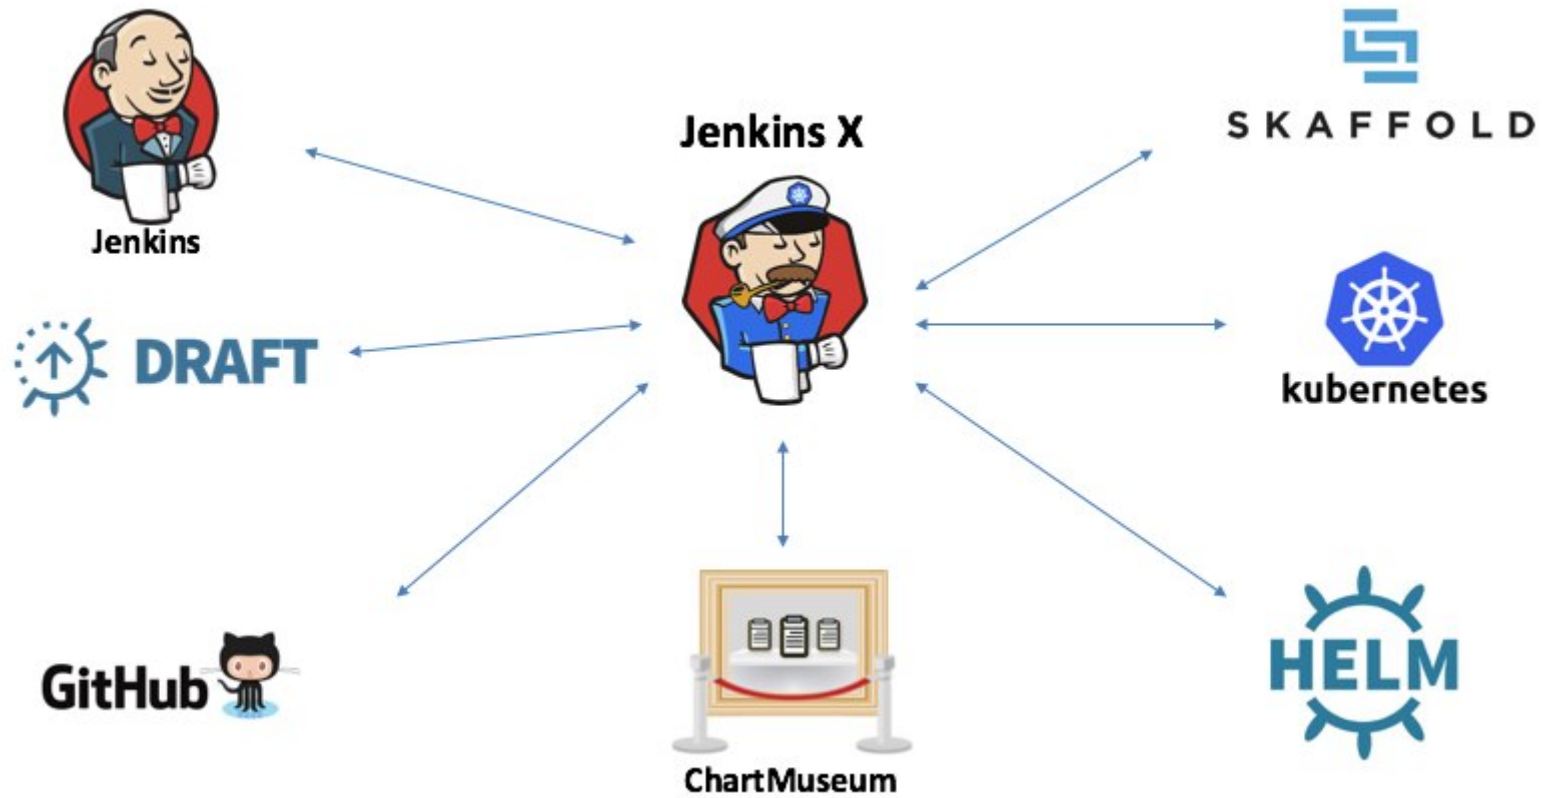 Jenkins X
SKAFFOLD
Jenkins
DRAFT
kubernetes
GitHub
HELM
ChartMuseum